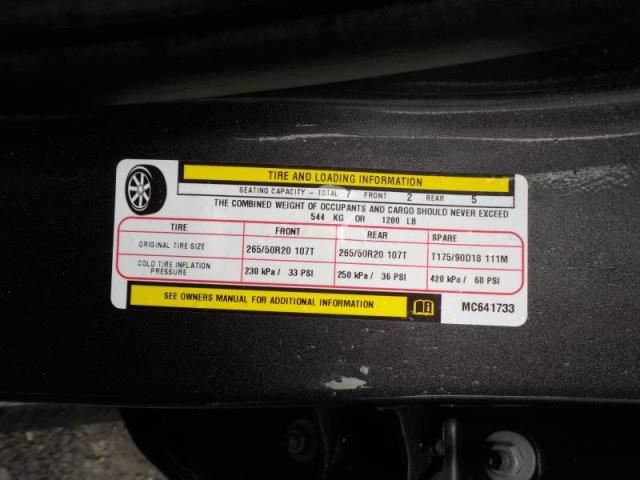 TIRE AND LOADING INFORMATION
SEATING CAPACITY – TOTAL 7 FRONT 2 REAR 5
THE COMBINED WEIGHT OF OCCUPANTS AND CARGO SHOULD NEVER EXCEED
544 KG OR 1200 LB
TIRE FRONT REAR SPARE
ORIGINAL TIRE SIZE 265/50R20 107T 265/50R20 107T T175/90D18 111M
COLD TIRE INFLATION PRESSURE 230 kPa / 33 PSI 250 kPa / 36 PSI 420 kPa / 60 PSI
SEE OWNERS MANUAL FOR ADDITIONAL INFORMATION MC641733